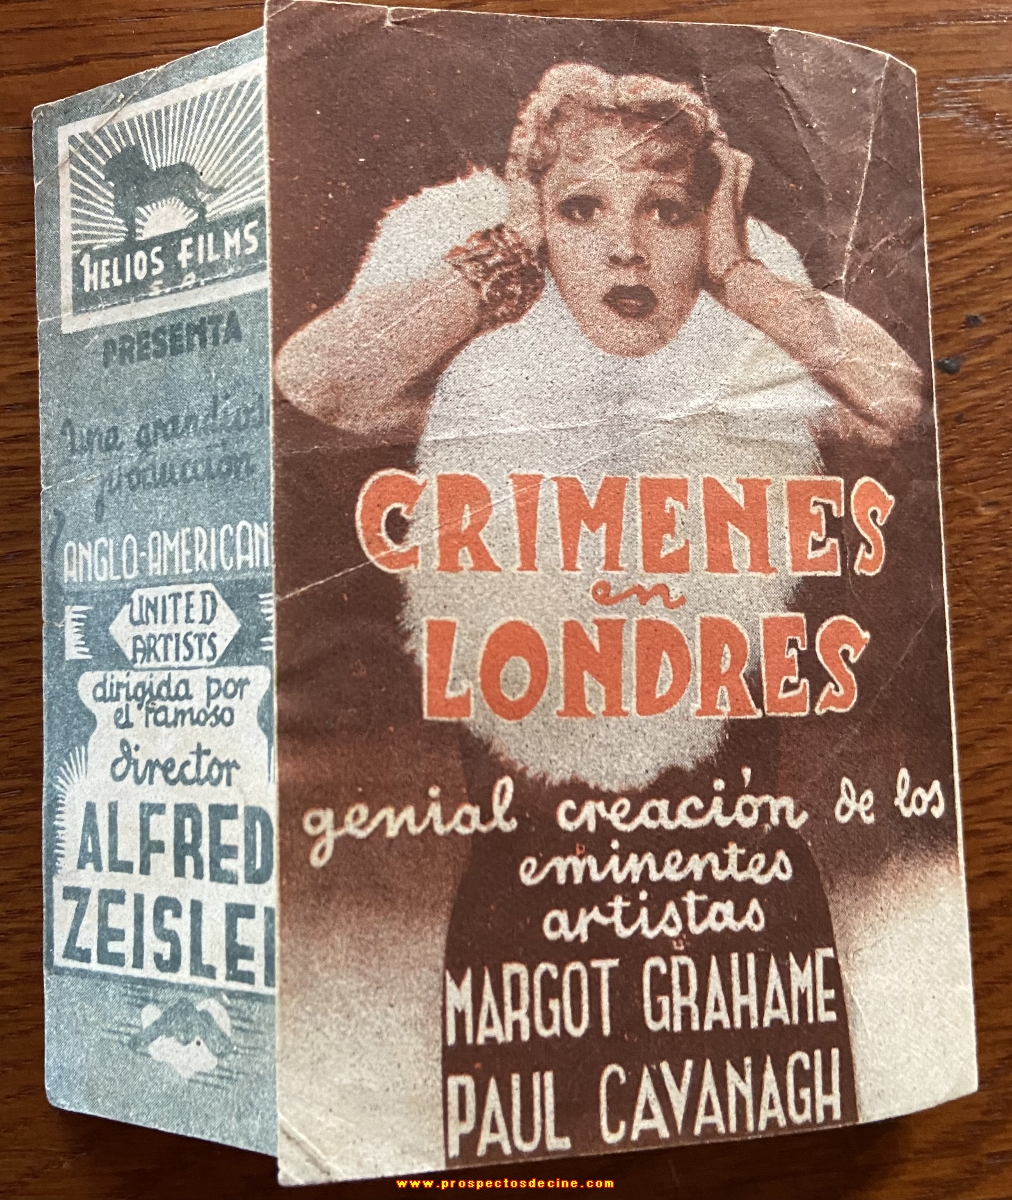 HELIOS FILMS
S. A.
PRESENTA
Una grandiosa
producción
ANGLO-AMERICAN
UNITED
ARTISTS
dirigida por
el famoso
director
ALFRED
ZEISLE
CRIMENES
en
LONDRES
genial creación de los
eminentes
artistas
MARGOT GRAHAME
PAUL CAVANAGH
www.prospectosdecine.com